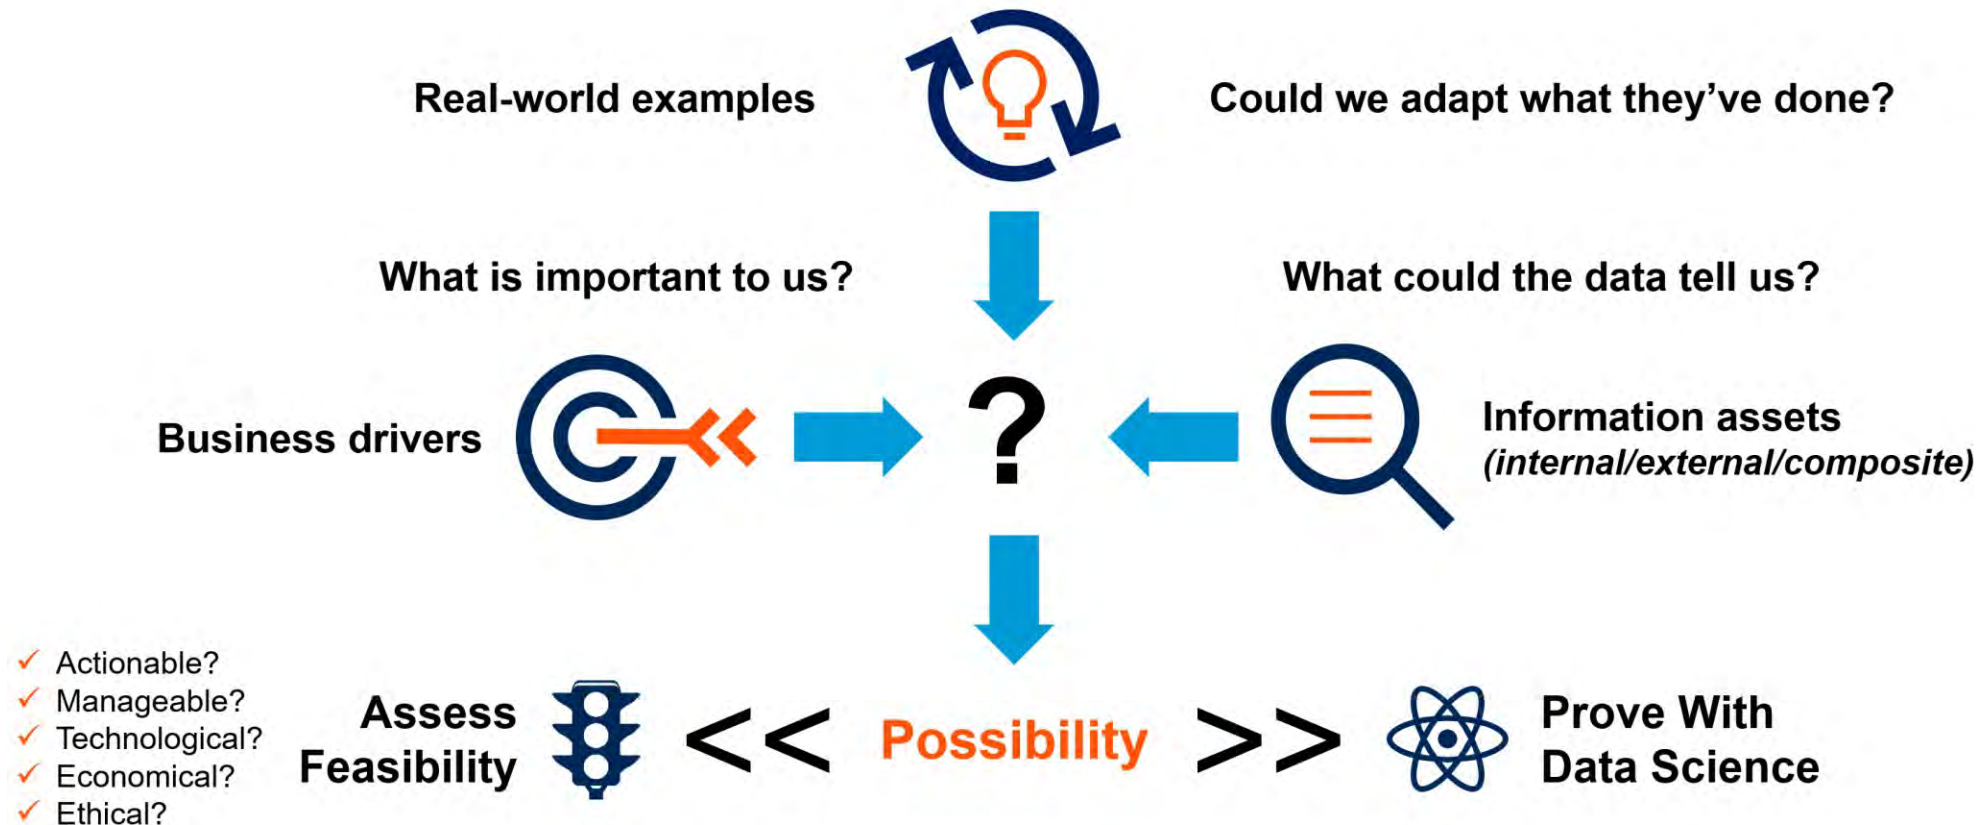 Real-world examples
Could we adapt what they’ve done?
What is important to us?
What could the data tell us?
Business drivers
?
Information assets
(internal/external/composite)
✓ Actionable?
✓ Manageable?
✓ Technological?
✓ Economical?
✓ Ethical?
Assess
Feasibility
<< Possibility >>
Prove With
Data Science